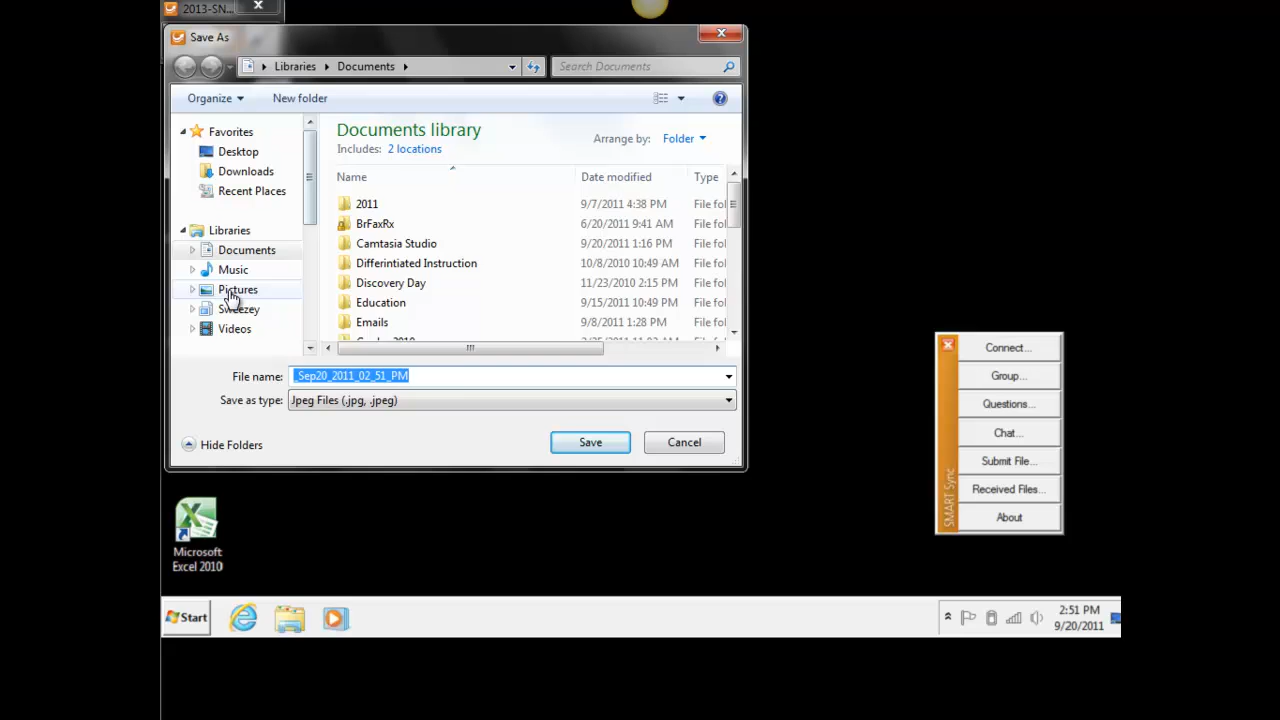 2013-SN...
Save As
Libraries Documents
Search Documents
Organize New folder
Favorites
Desktop
Downloads
Recent Places
Libraries
Documents
Music
Pictures
Sweezey
Videos
Documents library
Includes: 2 locations
Arrange by: Folder
Name Date modified Type
2011 9/7/2011 4:38 PM File fol
BrFaxRx 6/20/2011 9:41 AM File fol
Camtasia Studio 9/20/2011 1:16 PM File fol
Differintiated Instruction 10/8/2010 10:49 AM File fol
Discovery Day 11/23/2010 2:15 PM File fol
Education 9/15/2011 10:49 PM File fol
Emails 9/8/2011 1:28 PM File fol
File name: _Sep20_2011_02_51_PM
Save as type: Jpeg Files (.jpg, .jpeg)
Hide Folders Save Cancel
SMART Sync
Connect...
Group...
Questions...
Chat...
Submit File...
Received Files...
About
Microsoft
Excel 2010
Start
2:51 PM
9/20/2011